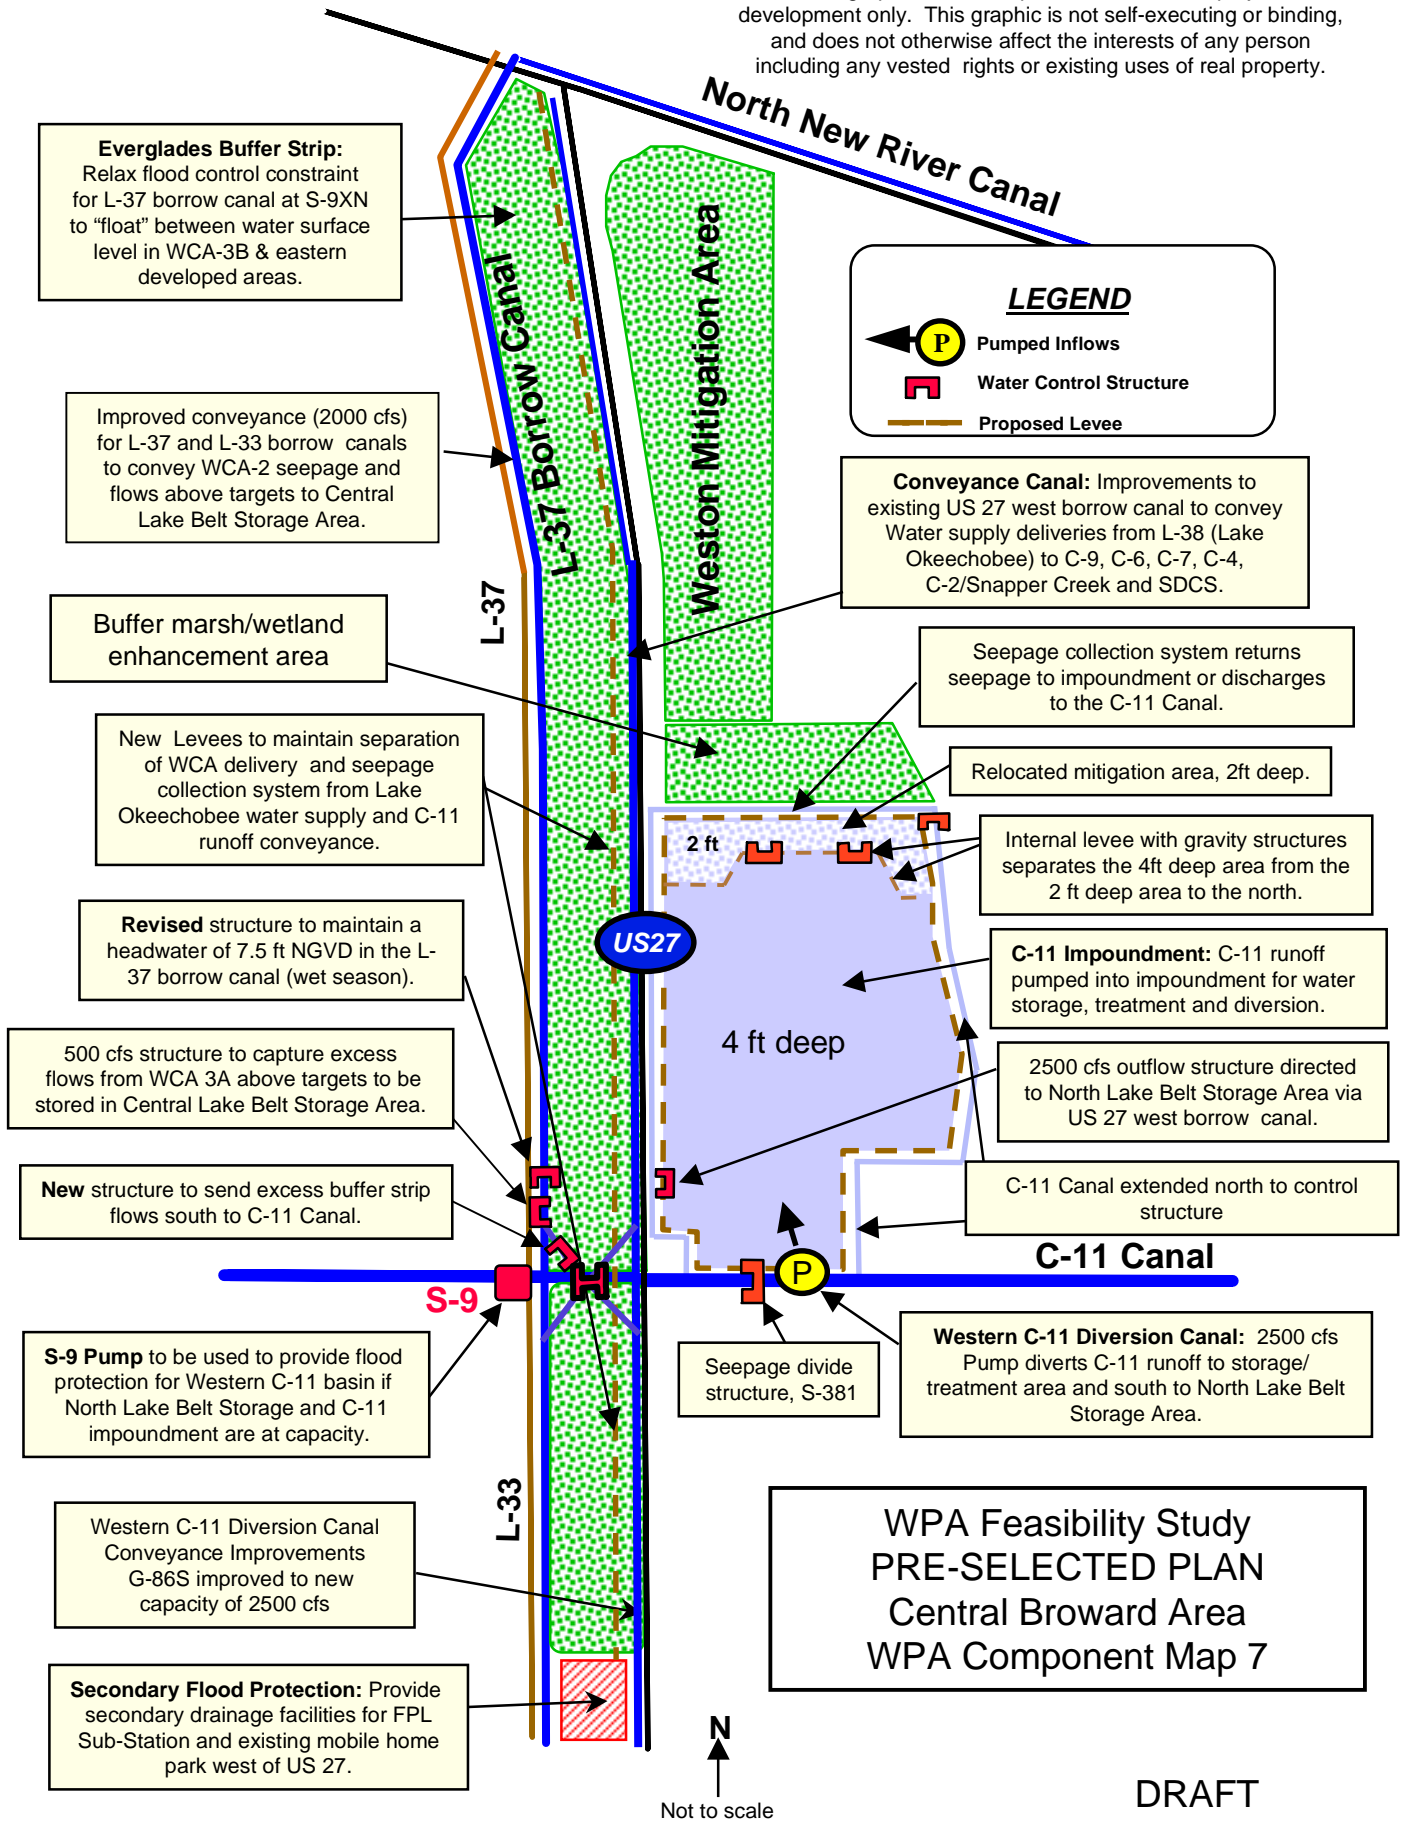 development only.  This graphic is not self-executing or binding,
and does not otherwise affect the interests of any person
including any vested  rights or existing uses of real property.
North New River Canal
Everglades Buffer Strip:
Relax flood control constraint
for L-37 borrow canal at S-9XN
to “float” between water surface
level in WCA-3B & eastern
developed areas.
LEGEND
P Pumped Inflows
Water Control Structure
Proposed Levee
L-37 Borrow Canal
Weston Mitigation Area
Improved conveyance (2000 cfs)
for L-37 and L-33 borrow  canals
to convey WCA-2 seepage and
flows above targets to Central
Lake Belt Storage Area.
Conveyance Canal: Improvements to
existing US 27 west borrow canal to convey
Water supply deliveries from L-38 (Lake
Okeechobee) to C-9, C-6, C-7, C-4,
C-2/Snapper Creek and SDCS.
L-37
Buffer marsh/wetland
enhancement area
Seepage collection system returns
seepage to impoundment or discharges
to the C-11 Canal.
New  Levees to maintain separation
of WCA delivery  and seepage
collection system from Lake
Okeechobee water supply and C-11
runoff conveyance.
Relocated mitigation area, 2ft deep.
2 ft
Internal levee with gravity structures
separates the 4ft deep area from the
2 ft deep area to the north.
Revised structure to maintain a
headwater of 7.5 ft NGVD in the L-
37 borrow canal (wet season).
US27
C-11 Impoundment: C-11 runoff
pumped into impoundment for water
storage, treatment and diversion.
4 ft deep
500 cfs structure to capture excess
flows from WCA 3A above targets to be
stored in Central Lake Belt Storage Area.
2500 cfs outflow structure directed
to North Lake Belt Storage Area via
US 27 west borrow  canal.
New structure to send excess buffer strip
flows south to C-11 Canal.
C-11 Canal extended north to control
structure
C-11 Canal
P
S-9
S-9 Pump to be used to provide flood
protection for Western C-11 basin if
North Lake Belt Storage and C-11
impoundment are at capacity.
Seepage divide
structure, S-381
Western C-11 Diversion Canal:  2500 cfs
Pump diverts C-11 runoff to storage/
treatment area and south to North Lake Belt
Storage Area.
L-33
Western C-11 Diversion Canal
Conveyance Improvements
G-86S improved to new
capacity of 2500 cfs
WPA Feasibility Study
PRE-SELECTED PLAN
Central Broward Area
WPA Component Map 7
Secondary Flood Protection: Provide
secondary drainage facilities for FPL
Sub-Station and existing mobile home
park west of US 27.
N
Not to scale
DRAFT